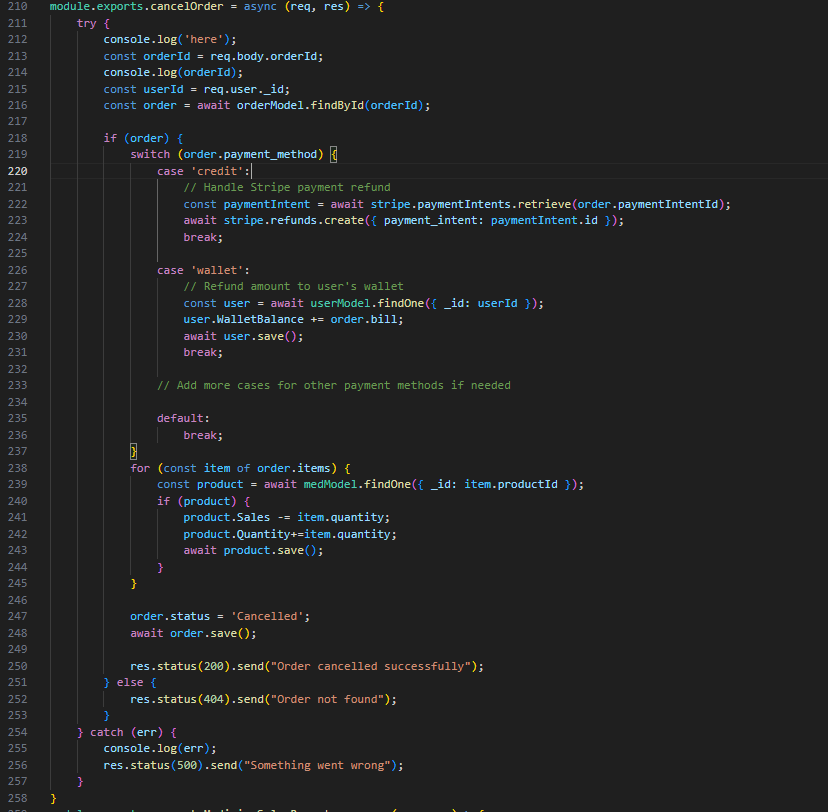 210 module.exports.cancelOrder = async (req, res) => {
211     try {
212         console.log('here');
213         const orderId = req.body.orderId;
214         console.log(orderId);
215         const userId = req.user._id;
216         const order = await orderModel.findById(orderId);
217
218         if (order) {
219             switch (order.payment_method) {
220                 case 'credit':
221                     // Handle Stripe payment refund
222                     const paymentIntent = await stripe.paymentIntents.retrieve(order.paymentIntentId);
223                     await stripe.refunds.create({ payment_intent: paymentIntent.id });
224                     break;
225
226                 case 'wallet':
227                     // Refund amount to user's wallet
228                     const user = await userModel.findOne({ _id: userId });
229                     user.WalletBalance += order.bill;
230                     await user.save();
231                     break;
232
233                 // Add more cases for other payment methods if needed
234
235                 default:
236                     break;
237             }
238             for (const item of order.items) {
239                 const product = await medModel.findOne({ _id: item.productId });
240                 if (product) {
241                     product.Sales -= item.quantity;
242                     product.Quantity+=item.quantity;
243                     await product.save();
244                 }
245             }
246
247             order.status = 'Cancelled';
248             await order.save();
249
250             res.status(200).send("Order cancelled successfully");
251         } else {
252             res.status(404).send("Order not found");
253         }
254     } catch (err) {
255         console.log(err);
256         res.status(500).send("Something went wrong");
257     }
258 }